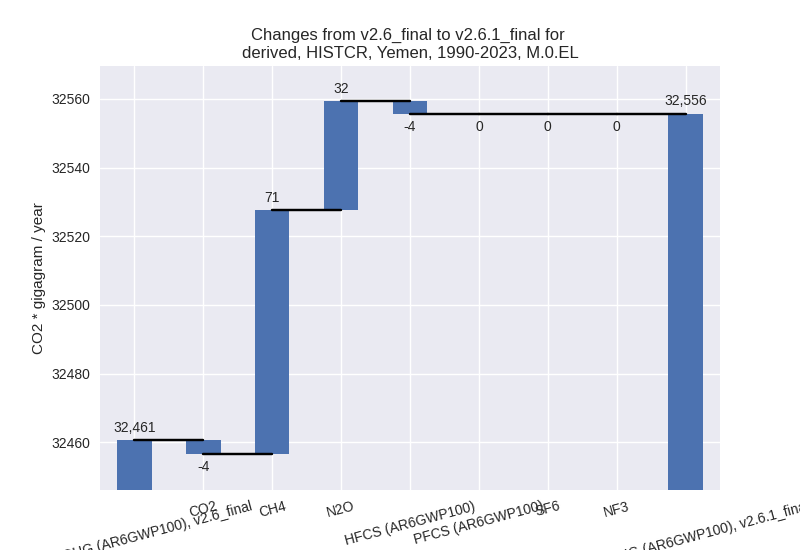 Changes from v2.6_final to v2.6.1_final for
derived, HISTCR, Yemen, 1990-2023, M.0.EL
CO2 * gigagram / year
32560
32540
32520
32500
32480
32460
32,461
-4
71
32
-4
0
0
0
32,556
(AR6GWP100), v2.6_final
CO2
CH4
N2O
HFCS (AR6GWP100)
PFCS (AR6GWP100)
SF6
NF3
(AR6GWP100), v2.6.1_fina